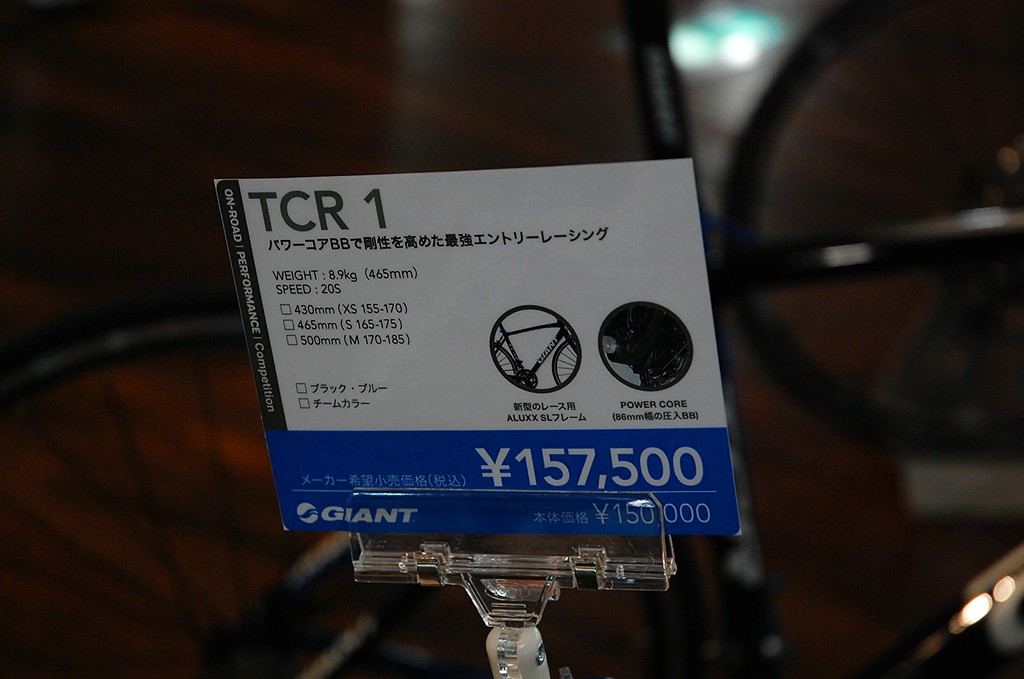 ON-ROAD | PERFORMANCE | Competition
TCR 1
パワーコアBBで剛性を高めた最強エントリーレーシング
WEIGHT : 8.9kg (465mm)
SPEED : 20S
□ 430mm (XS 155-170)
□ 465mm (S 165-175)
□ 500mm (M 170-185)
□ ブラック・ブルー
□ チームカラー
GIANT
新型のレース用
ALUXX SLフレーム
POWER CORE
(86mm幅の圧入BB)
メーカー希望小売価格(税込) ¥157,500
GIANT
本体価格 ¥150,000